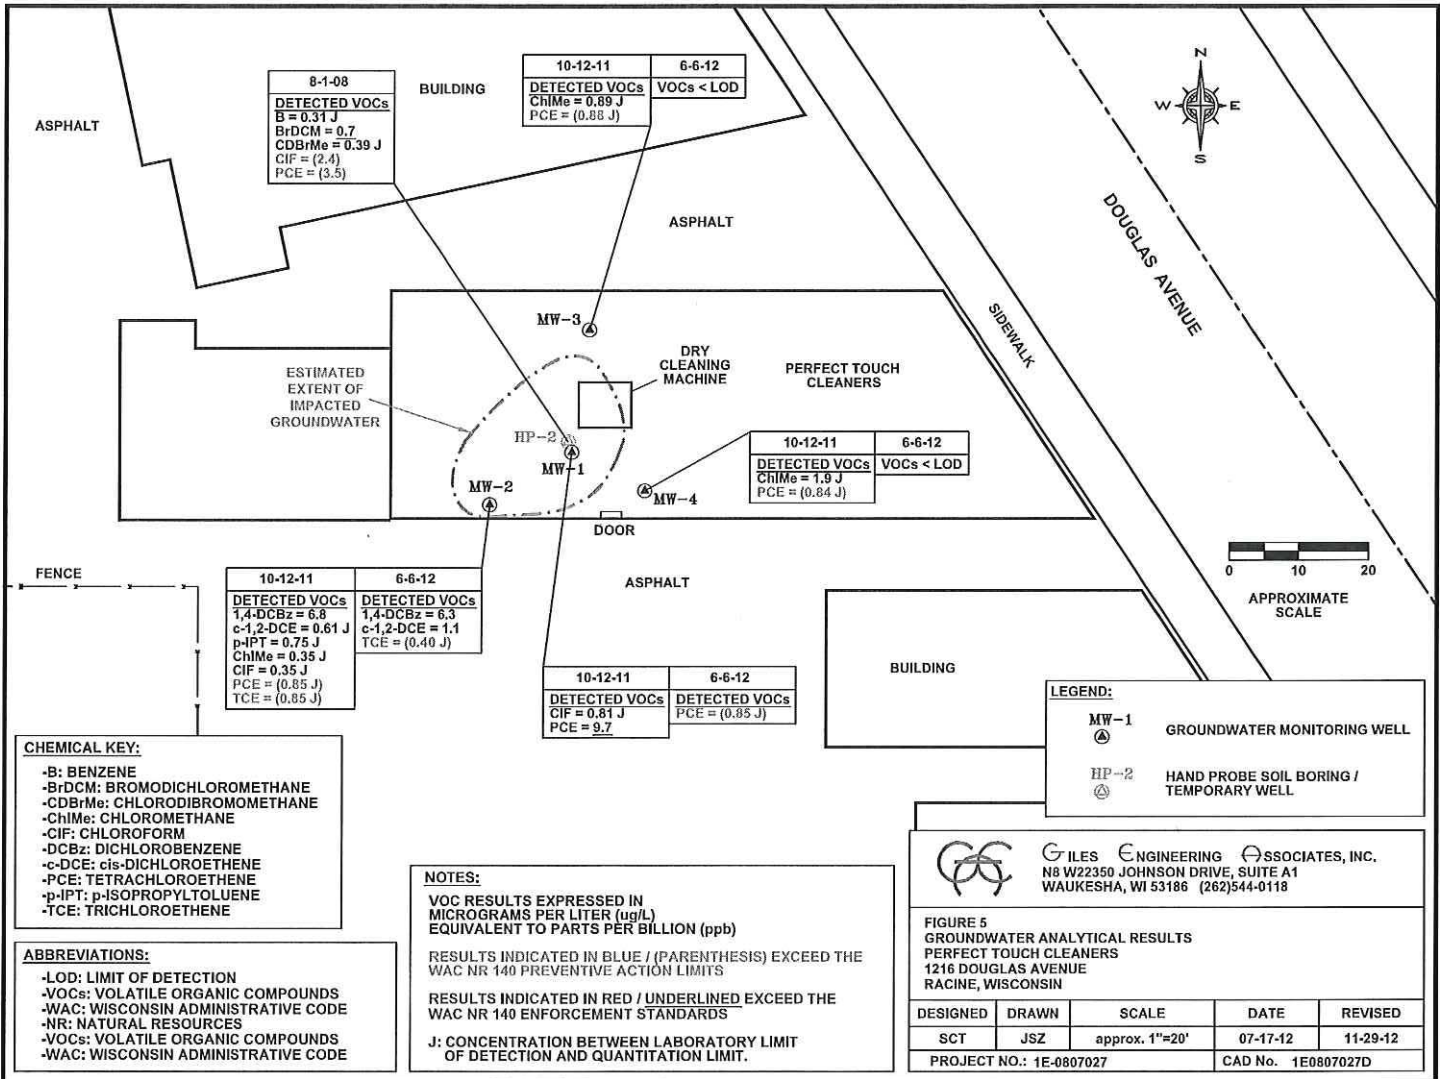 ASPHALT
BUILDING
8-1-08
DETECTED VOCs
B = 0.31 J
BrDCM = 0.7
CDBrMe = 0.39 J
ClF = (2.4)
PCE = (3.5)
10-12-11
DETECTED VOCs
ChlMe = 0.89 J
PCE = (0.88 J)
6-6-12
VOCs < LOD
N
W
E
S
ASPHALT
DOUGLAS AVENUE
SIDEWALK
MW-3
DRY
CLEANING
MACHINE
PERFECT TOUCH
CLEANERS
ESTIMATED
EXTENT OF
IMPACTED
GROUNDWATER
HP-2
MW-1
MW-2
MW-4
DOOR
10-12-11
DETECTED VOCs
ChlMe = 1.9 J
PCE = (0.84 J)
6-6-12
VOCs < LOD
0
10
20
APPROXIMATE
SCALE
FENCE
ASPHALT
10-12-11
DETECTED VOCs
1,4-DCBz = 6.8
c-1,2-DCE = 0.61 J
p-IPT = 0.75 J
ChlMe = 0.35 J
ClF = 0.35 J
PCE = (0.85 J)
TCE = (0.85 J)
6-6-12
DETECTED VOCs
1,4-DCBz = 6.3
c-1,2-DCE = 1.1
TCE = (0.40 J)
10-12-11
DETECTED VOCs
ClF = 0.81 J
PCE = 9.7
6-6-12
DETECTED VOCs
PCE = (0.85 J)
BUILDING
LEGEND:
MW-1
GROUNDWATER MONITORING WELL
HP-2
HAND PROBE SOIL BORING /
TEMPORARY WELL
CHEMICAL KEY:
-B: BENZENE
-BrDCM: BROMODICHLOROMETHANE
-CDBrMe: CHLORODIBROMOMETHANE
-ChlMe: CHLOROMETHANE
-ClF: CHLOROFORM
-DCBz: DICHLOROBENZENE
-c-DCE: cis-DICHLOROETHENE
-PCE: TETRACHLOROETHENE
-p-IPT: p-ISOPROPYLTOLUENE
-TCE: TRICHLOROETHENE
ABBREVIATIONS:
-LOD: LIMIT OF DETECTION
-VOCs: VOLATILE ORGANIC COMPOUNDS
-WAC: WISCONSIN ADMINISTRATIVE CODE
-NR: NATURAL RESOURCES
-VOCs: VOLATILE ORGANIC COMPOUNDS
-WAC: WISCONSIN ADMINISTRATIVE CODE
NOTES:
VOC RESULTS EXPRESSED IN
MICROGRAMS PER LITER (ug/L)
EQUIVALENT TO PARTS PER BILLION (ppb)
RESULTS INDICATED IN BLUE / (PARENTHESIS) EXCEED THE
WAC NR 140 PREVENTIVE ACTION LIMITS
RESULTS INDICATED IN RED / UNDERLINED EXCEED THE
WAC NR 140 ENFORCEMENT STANDARDS
J: CONCENTRATION BETWEEN LABORATORY LIMIT
OF DETECTION AND QUANTITATION LIMIT.
GILES ENGINEERING ASSOCIATES, INC.
N8 W22350 JOHNSON DRIVE, SUITE A1
WAUKESHA, WI 53186 (262)544-0118
FIGURE 5
GROUNDWATER ANALYTICAL RESULTS
PERFECT TOUCH CLEANERS
1216 DOUGLAS AVENUE
RACINE, WISCONSIN
DESIGNED DRAWN SCALE DATE REVISED
SCT JSZ approx. 1"=20' 07-17-12 11-29-12
PROJECT NO.: 1E-0807027 CAD No. 1E0807027D